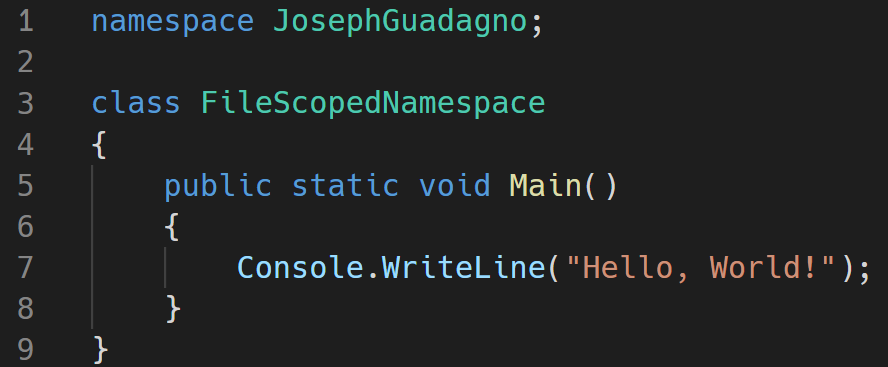 1 namespace JosephGuadagno;
2
3 class FileScopedNamespace
4 {
5     public static void Main()
6     {
7         Console.WriteLine("Hello, World!");
8     }
9 }